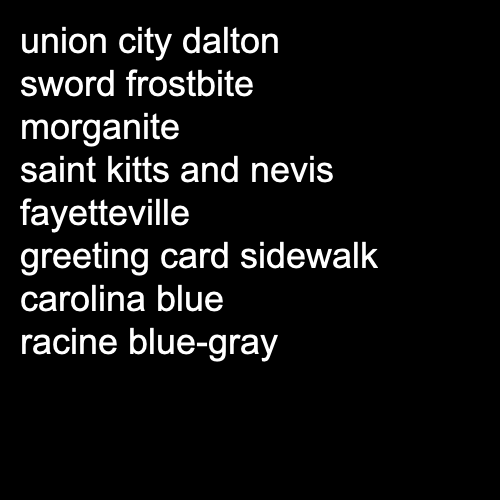 union city dalton
sword frostbite
morganite
saint kitts and nevis
fayetteville
greeting card sidewalk
carolina blue
racine blue-gray